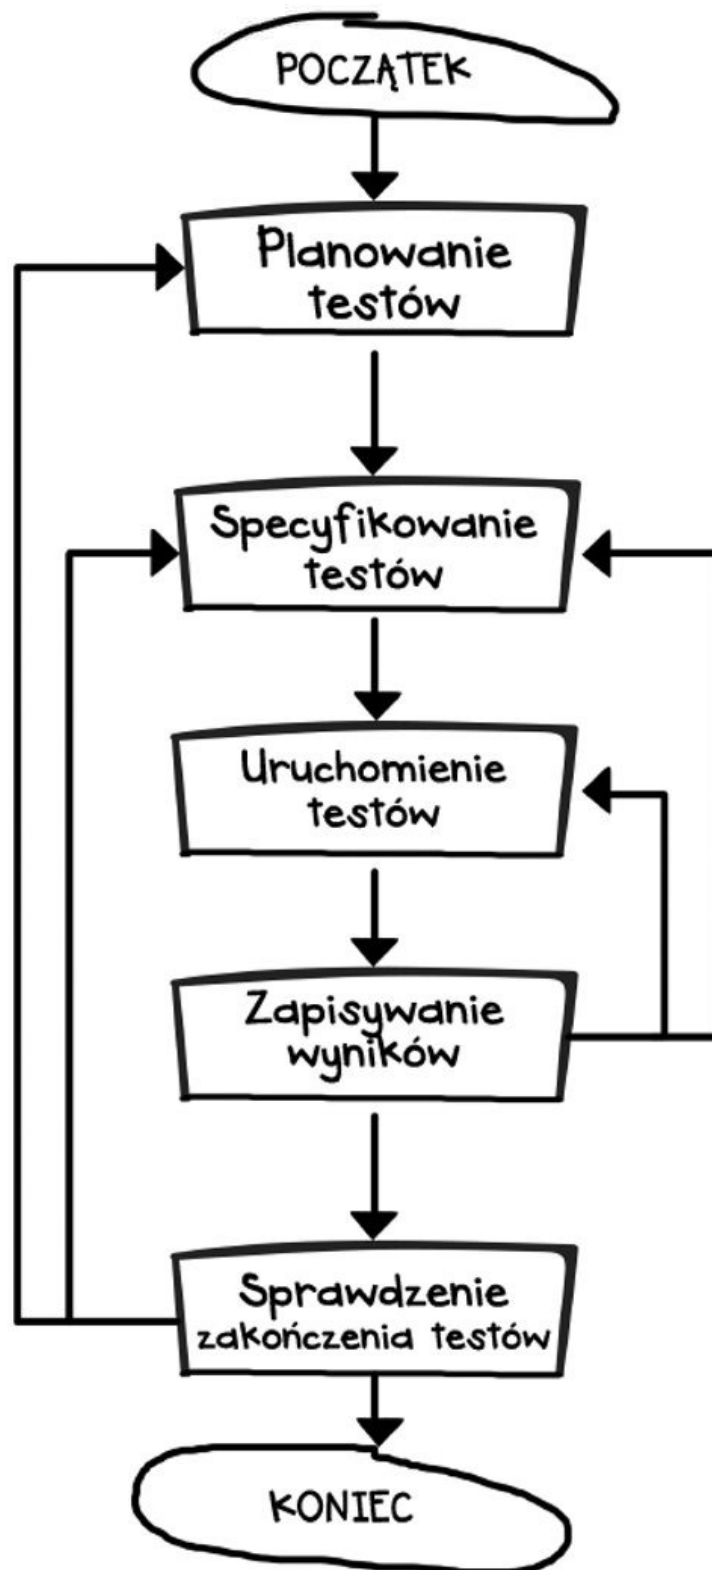 POCZĄTEK
Planowanie
testów
Specyfikowanie
testów
Uruchomienie
testów
Zapisywanie
wyników
Sprawdzenie
zakończenia testów
KONIEC